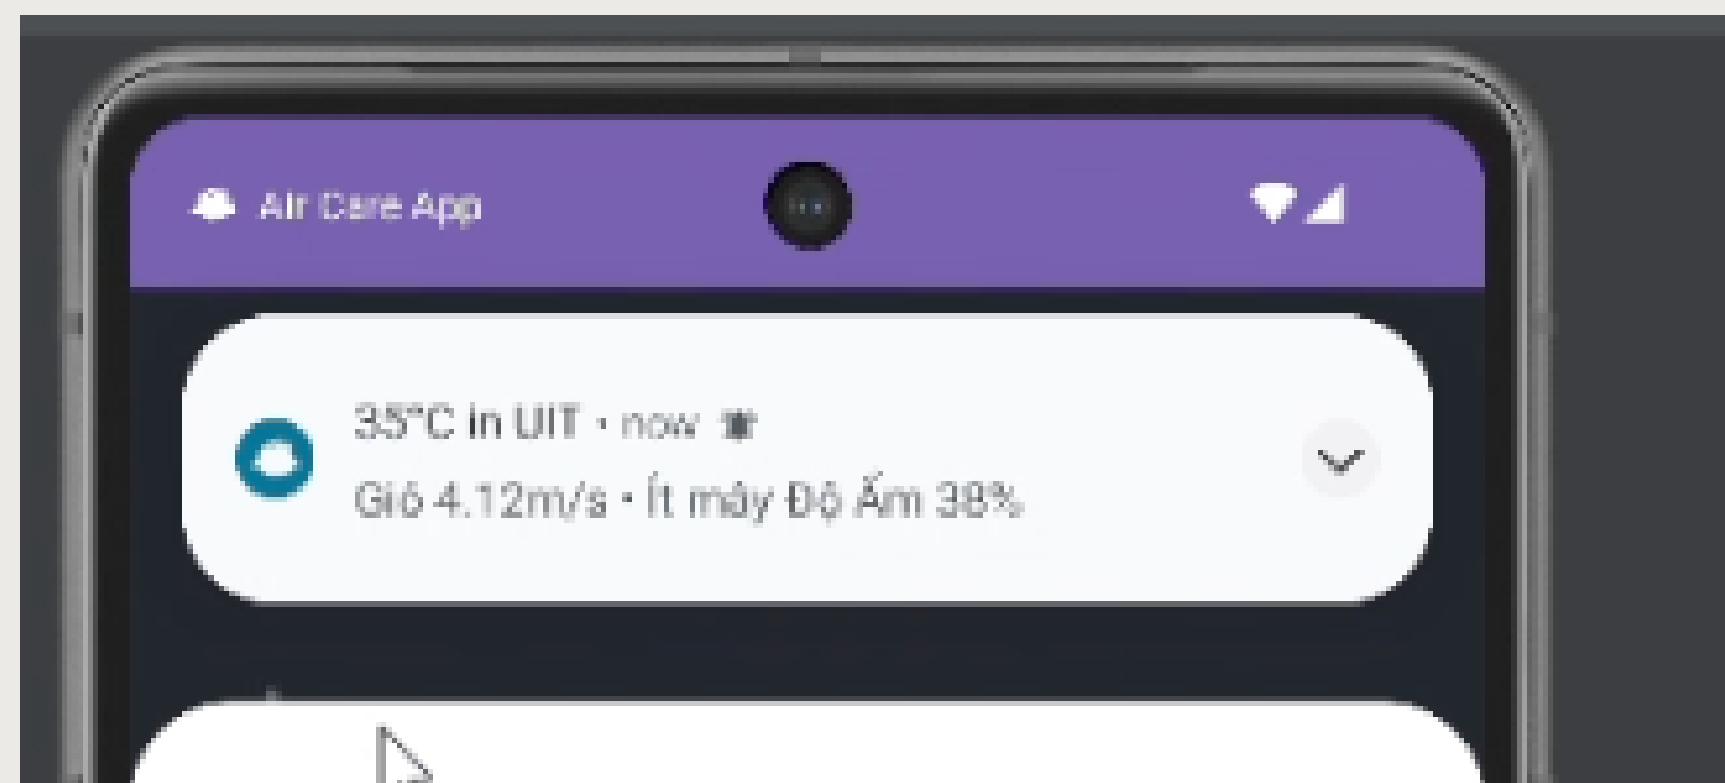 Air Care App
35°C in UIT • now
Gió 4.12m/s • Ít mây Độ Ẩm 38%